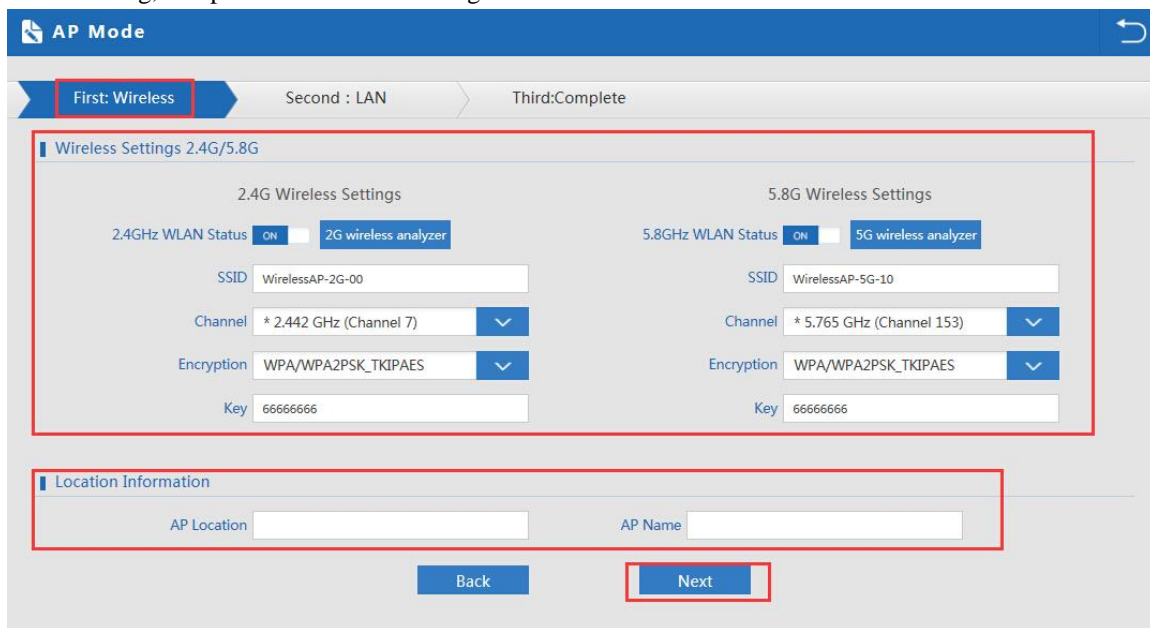 AP Mode
First: Wireless Second : LAN Third:Complete
Wireless Settings 2.4G/5.8G
2.4G Wireless Settings 5.8G Wireless Settings
2.4GHz WLAN Status ON 2G wireless analyzer 5.8GHz WLAN Status ON 5G wireless analyzer
SSID WirelessAP-2G-00 SSID WirelessAP-5G-10
Channel * 2.442 GHz (Channel 7) Channel * 5.765 GHz (Channel 153)
Encryption WPA/WPA2PSK_TKIPAES Encryption WPA/WPA2PSK_TKIPAES
Key 66666666 Key 66666666
Location Information
AP Location AP Name
Back Next